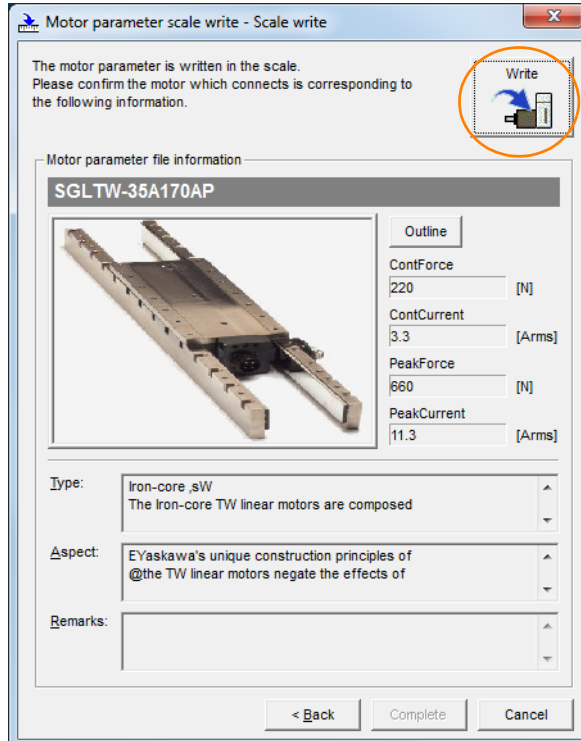 Motor parameter scale write - Scale write
The motor parameter is written in the scale.
Please confirm the motor which connects is corresponding to
the following information.
Write
Motor parameter file information
SGLTW-35A170AP
Outline
ContForce
220 [N]
ContCurrent
3.3 [Arms]
PeakForce
660 [N]
PeakCurrent
11.3 [Arms]
Type:
Iron-core ,sW
The Iron-core TW linear motors are composed
Aspect:
EYaskawa's unique construction principles of
@the TW linear motors negate the effects of
Remarks:
< Back
Complete
Cancel